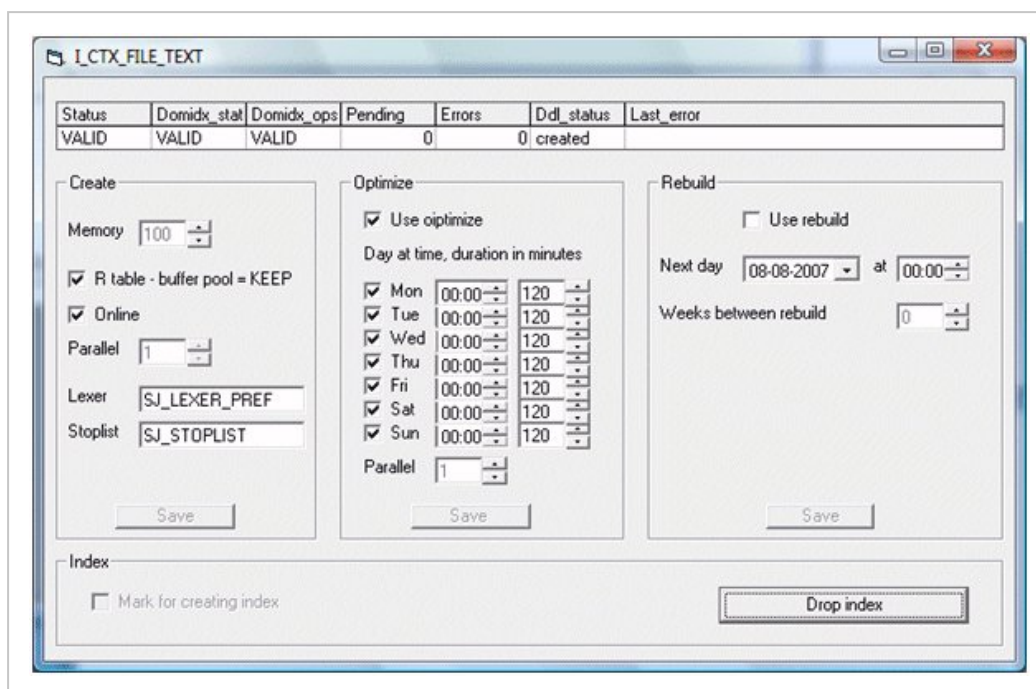 I_CTX_FILE_TEXT
Status Domidx_stat Domidx_ops Pending Errors Ddl_status Last_error
VALID VALID VALID 0 0 created
Create
Memory 100
R table - buffer pool = KEEP
Online
Parallel 1
Lexer SJ_LEXER_PREF
Stoplist SJ_STOPLIST
Save
Optimize
Use oiptimize
Day at time, duration in minutes
Mon 00:00 120
Tue 00:00 120
Wed 00:00 120
Thu 00:00 120
Fri 00:00 120
Sat 00:00 120
Sun 00:00 120
Parallel 1
Save
Rebuild
Use rebuild
Next day 08-08-2007 at 00:00
Weeks between rebuild 0
Save
Index
Mark for creating index
Drop index